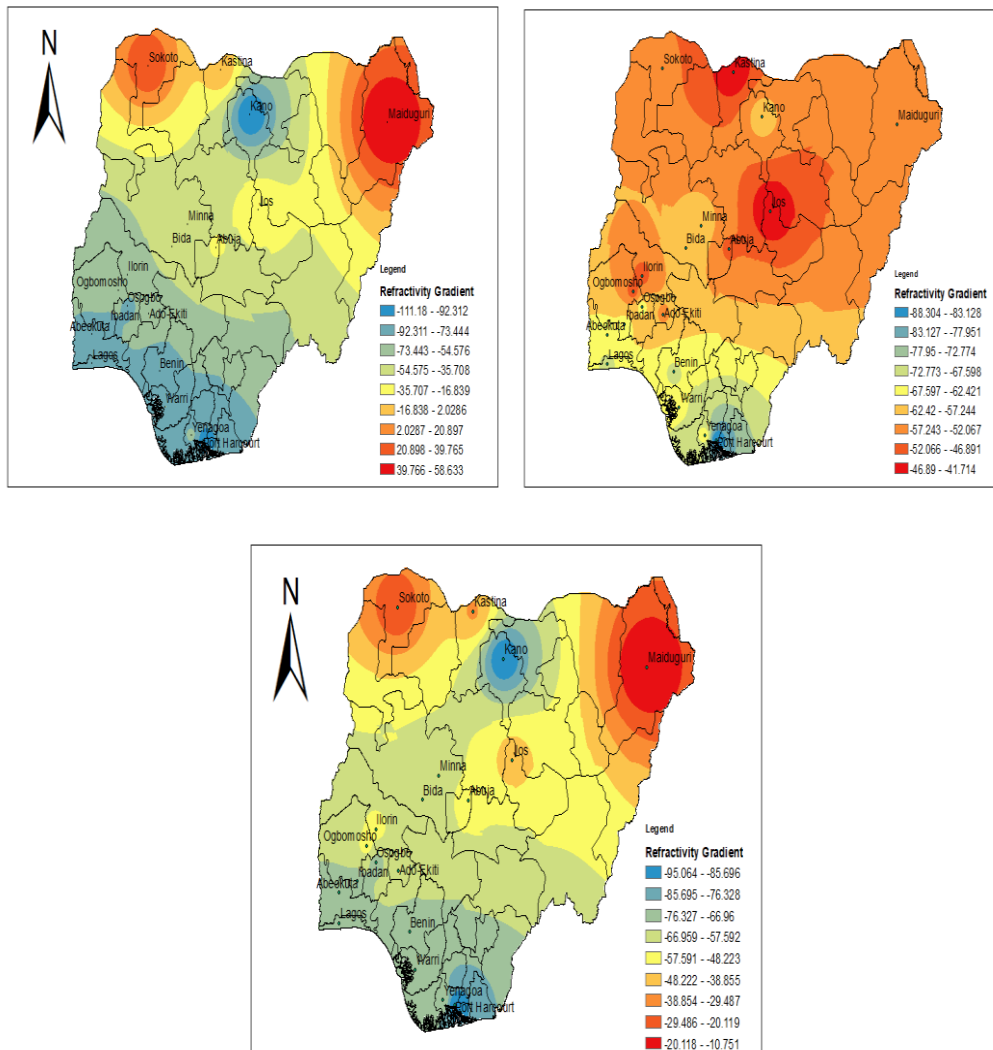 N
Sokoto
Kastina
Kano
Maiduguri
Jos
Minna
Bida
Abuja
Ilorin
Ogbomosho
Osogbo
Ibadan
Ado-Ekiti
Abeokuta
Lagos
Benin
Warri
Yenagoa
Port Harcourt
Legend
Refractivity Gradient
-111.18 - -92.312
-92.311 - -73.444
-73.443 - -54.576
-54.575 - -35.708
-35.707 - -16.839
-16.838 - 2.0286
2.0287 - 20.897
20.898 - 39.765
39.766 - 58.633
Sokoto
Kastina
Kano
Maiduguri
Jos
Minna
Bida
Abuja
Ilorin
Ogbomosho
Osogbo
Ibadan
Ado-Ekiti
Abeokuta
Lagos
Benin
Warri
Yenagoa
Port Harcourt
Legend
Refractivity Gradient
-88.304 - -83.128
-83.127 - -77.951
-77.95 - -72.774
-72.773 - -67.598
-67.597 - -62.421
-62.42 - -57.244
-57.243 - -52.067
-52.066 - -46.891
-46.89 - -41.714
N
Sokoto
Kastina
Kano
Maiduguri
Jos
Minna
Bida
Abuja
Ilorin
Ogbomosho
Osogbo
Ibadan
Ado-Ekiti
Abeokuta
Lagos
Benin
Warri
Yenagoa
Port Harcourt
Legend
Refractivity Gradient
-95.064 - -85.696
-85.695 - -76.328
-76.327 - -66.96
-66.959 - -57.592
-57.591 - -48.223
-48.222 - -38.855
-38.854 - -29.487
-29.486 - -20.119
-20.118 - -10.751